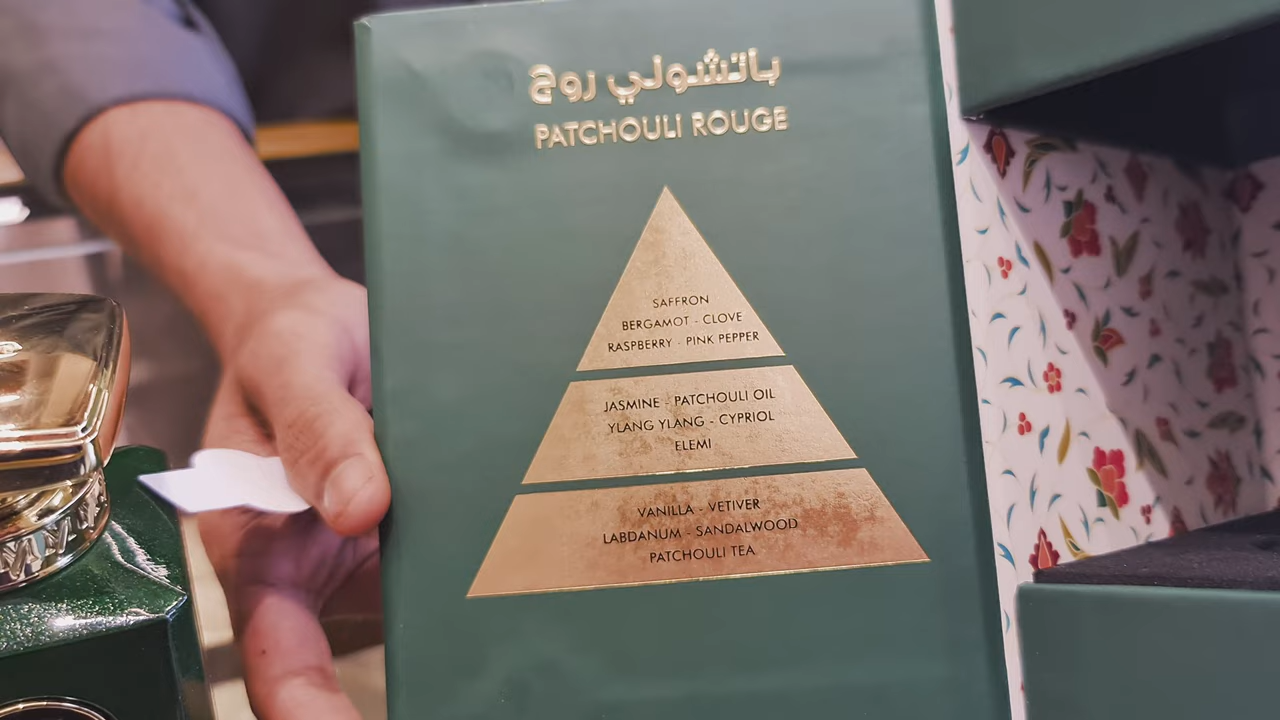 باتشولي روج
PATCHOULI ROUGE
SAFFRON
BERGAMOT - CLOVE
RASPBERRY - PINK PEPPER
JASMINE - PATCHOULI OIL
YLANG YLANG - CYPRIOL
ELEMI
VANILLA - VETIVER
LABDANUM - SANDALWOOD
PATCHOULI TEA